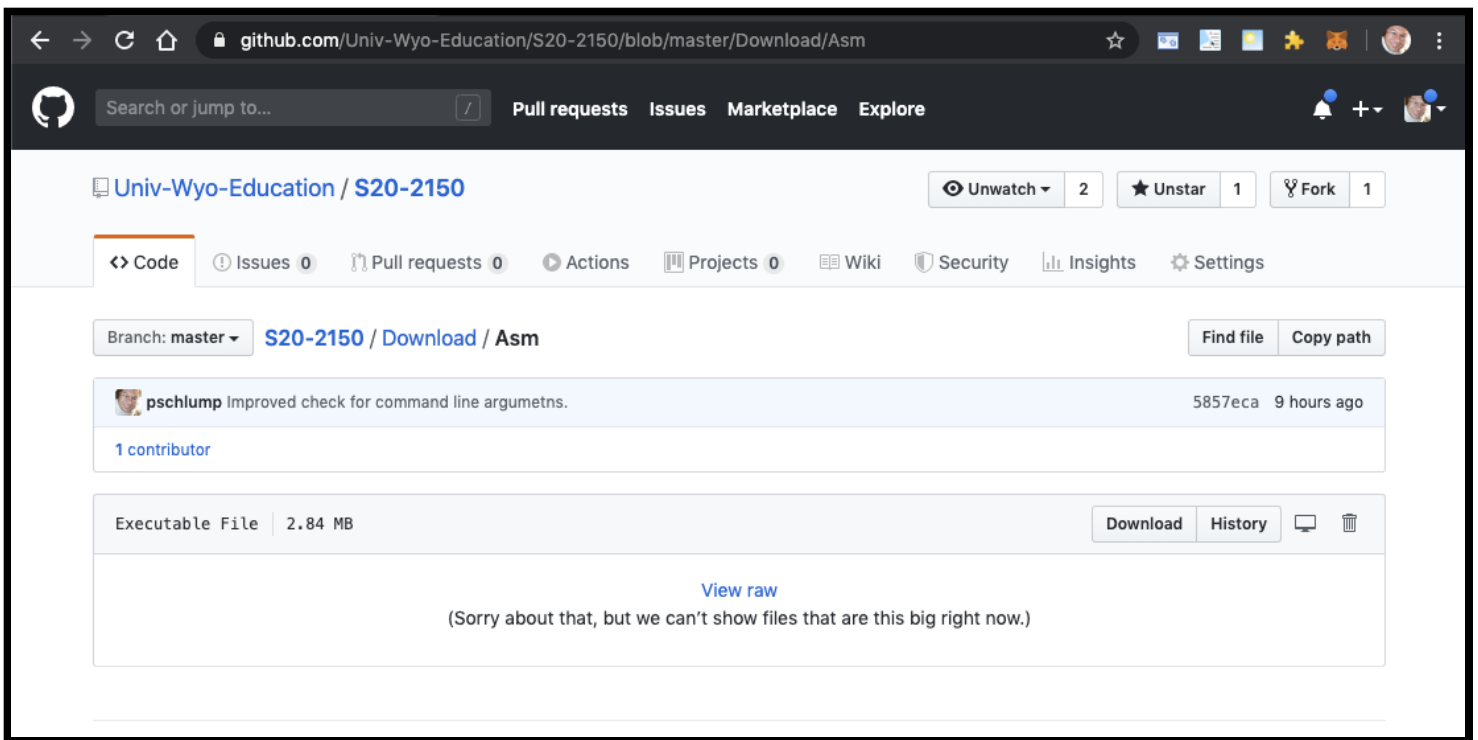 github.com/Univ-Wyo-Education/S20-2150/blob/master/Download/Asm
Search or jump to... / Pull requests Issues Marketplace Explore
Univ-Wyo-Education / S20-2150 Unwatch 2 Unstar 1 Fork 1
<> Code Issues 0 Pull requests 0 Actions Projects 0 Wiki Security Insights Settings
Branch: master S20-2150 / Download / Asm Find file Copy path
pschlump Improved check for command line argumetns. 5857eca 9 hours ago
1 contributor
Executable File 2.84 MB Download History
View raw
(Sorry about that, but we can't show files that are this big right now.)